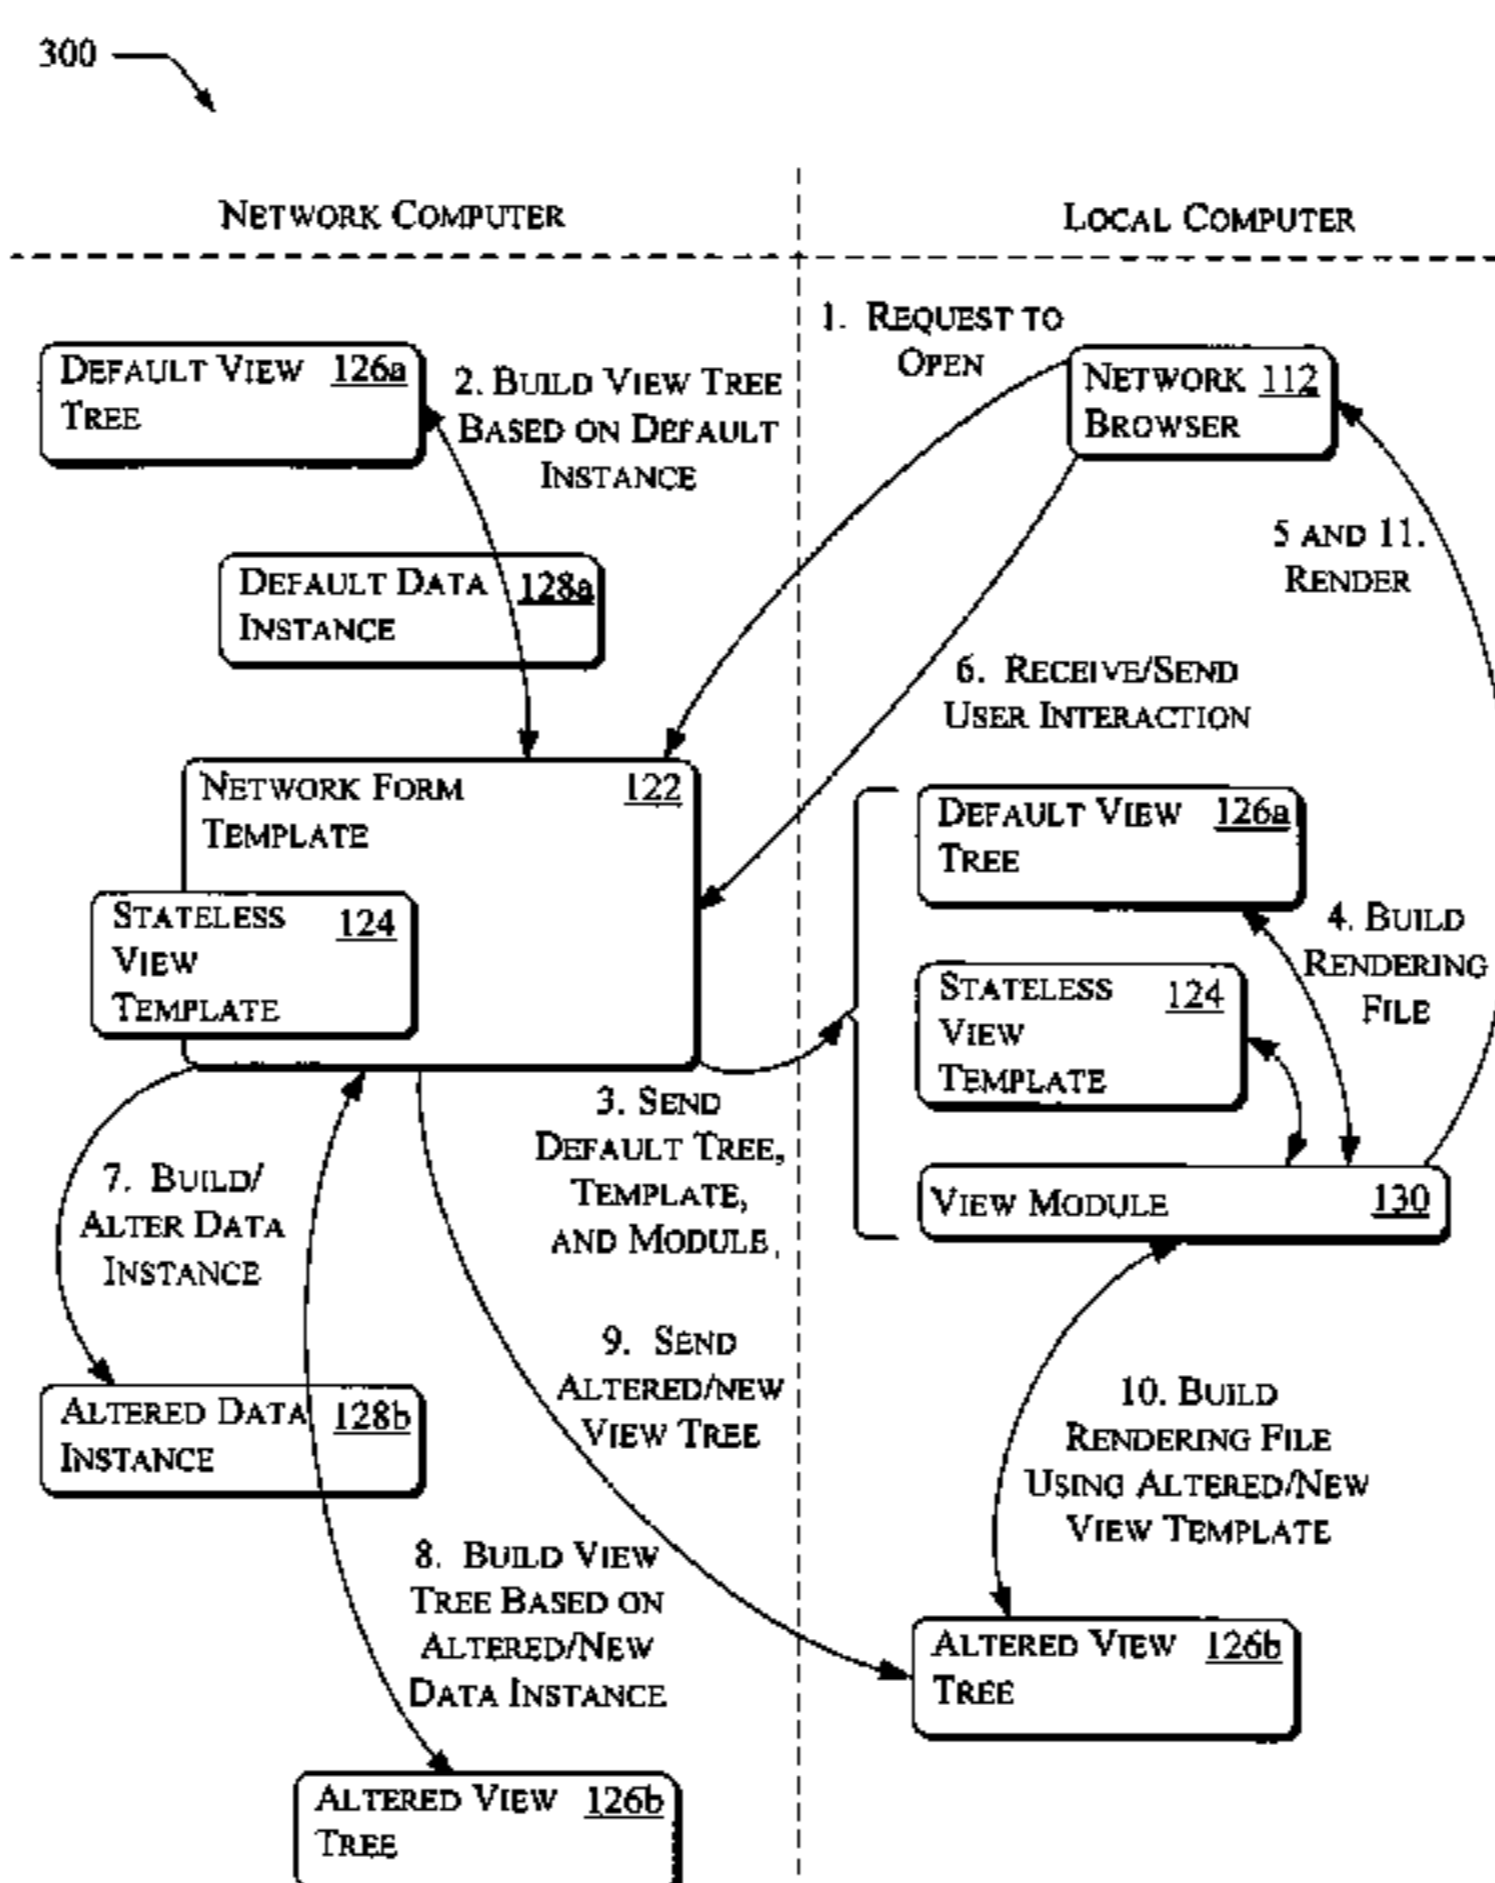 300
NETWORK COMPUTER
LOCAL COMPUTER
1. REQUEST TO
OPEN
DEFAULT VIEW 126a
TREE
2. BUILD VIEW TREE
BASED ON DEFAULT
INSTANCE
NETWORK 112
BROWSER
5 AND 11.
RENDER
DEFAULT DATA 128a
INSTANCE
6. RECEIVE/SEND
USER INTERACTION
NETWORK FORM 122
TEMPLATE
STATELESS 124
VIEW
TEMPLATE
DEFAULT VIEW 126a
TREE
4. BUILD
RENDERING
FILE
STATELESS 124
VIEW
TEMPLATE
3. SEND
DEFAULT TREE,
TEMPLATE,
AND MODULE
VIEW MODULE 130
7. BUILD/
ALTER DATA
INSTANCE
9. SEND
ALTERED/NEW
VIEW TREE
ALTERED DATA 128b
INSTANCE
10. BUILD
RENDERING FILE
USING ALTERED/NEW
VIEW TEMPLATE
8. BUILD VIEW
TREE BASED ON
ALTERED/NEW
DATA INSTANCE
ALTERED VIEW 126b
TREE
ALTERED VIEW 126b
TREE